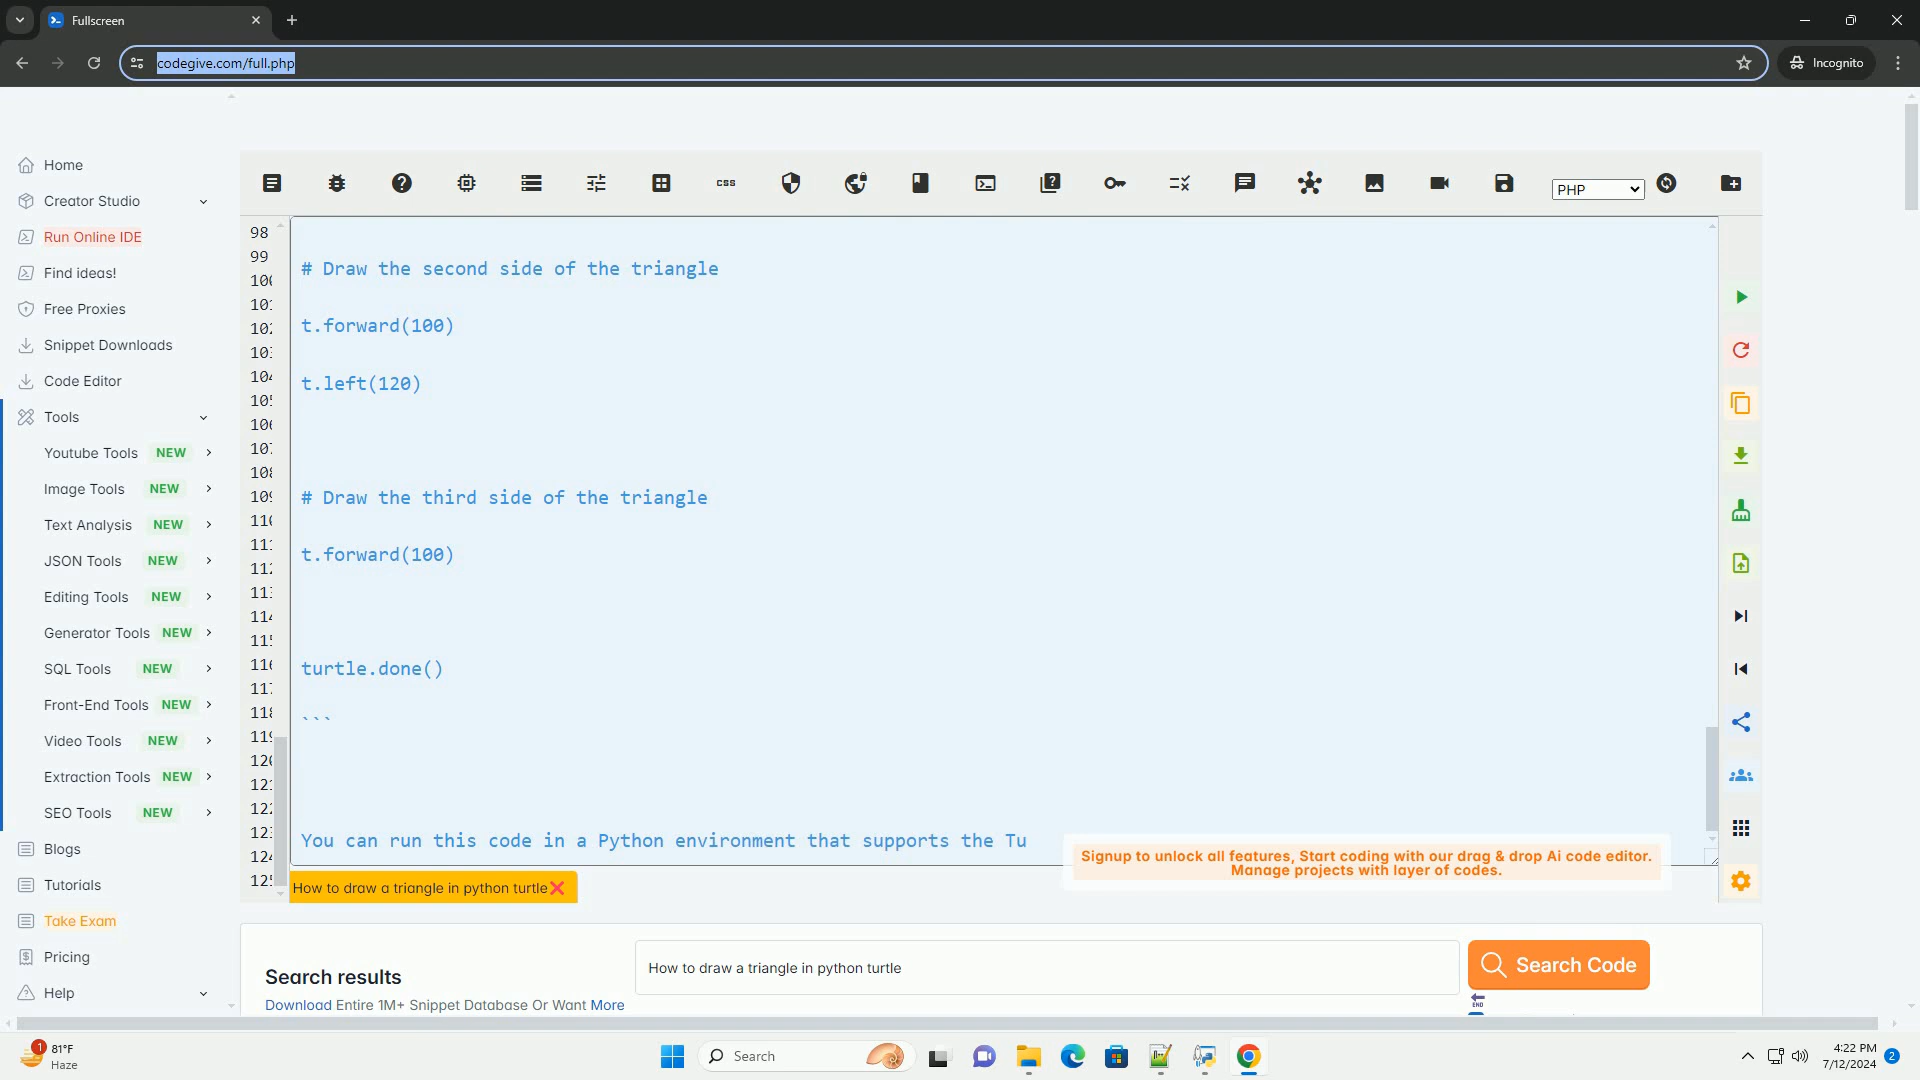 Fullscreen
codegive.com/full.php
Incognito
Home
Creator Studio
Run Online IDE
Find ideas!
Free Proxies
Snippet Downloads
Code Editor
Tools
Youtube Tools NEW
Image Tools NEW
Text Analysis NEW
JSON Tools NEW
Editing Tools NEW
Generator Tools NEW
SQL Tools NEW
Front-End Tools NEW
Video Tools NEW
Extraction Tools NEW
SEO Tools NEW
Blogs
Tutorials
Take Exam
Pricing
Help
css
PHP
98
99
# Draw the second side of the triangle
t.forward(100)
t.left(120)
# Draw the third side of the triangle
t.forward(100)
turtle.done()
```
You can run this code in a Python environment that supports the Tu
Signup to unlock all features, Start coding with our drag & drop Ai code editor.
Manage projects with layer of codes.
How to draw a triangle in python turtle
Search results
How to draw a triangle in python turtle
Search Code
Download Entire 1M+ Snippet Database Or Want More
END
1
81°F
Haze
Search
4:22 PM
7/12/2024
2